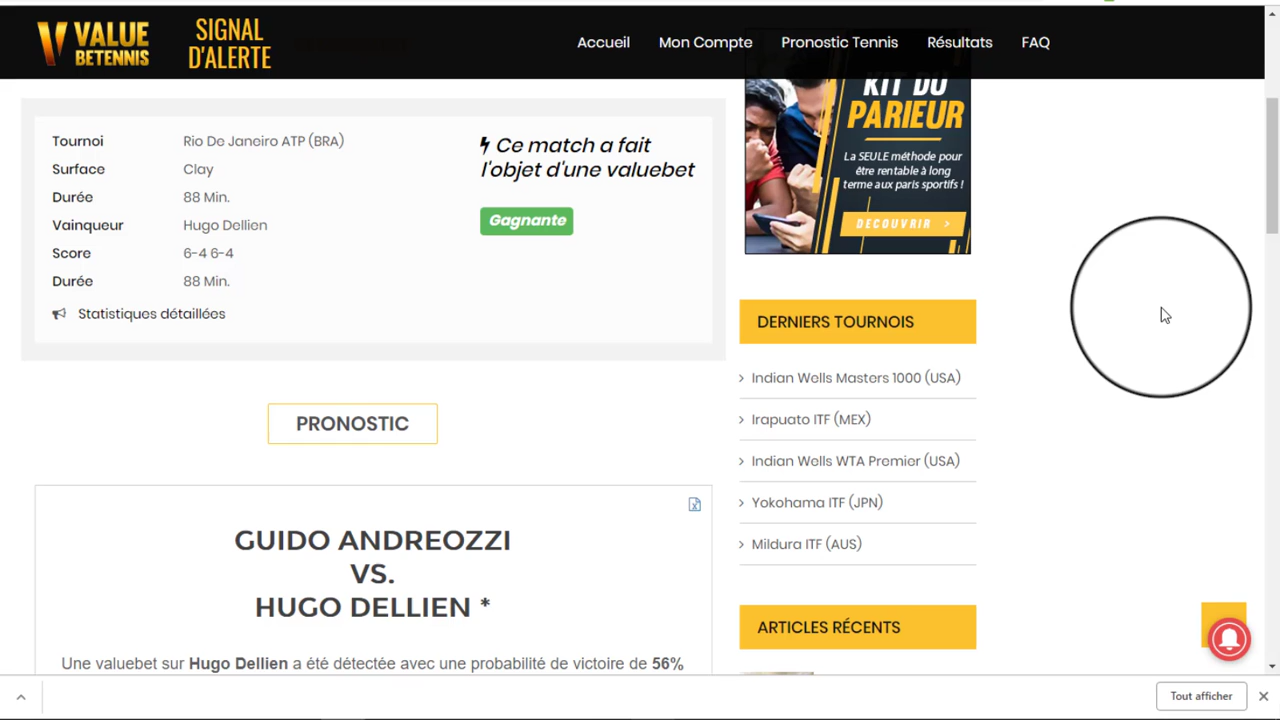 VALUE
BETENNIS
SIGNAL
D'ALERTE
Accueil
Mon Compte
Pronostic Tennis
Résultats
FAQ
Tournoi Rio De Janeiro ATP (BRA)
Surface Clay
Durée 88 Min.
Vainqueur Hugo Dellien
Score 6-4 6-4
Durée 88 Min.
Statistiques détaillées
Ce match a fait
l'objet d'une valuebet
Gagnante
PRONOSTIC
GUIDO ANDREOZZI
VS.
HUGO DELLIEN *
Une valuebet sur Hugo Dellien a été détectée avec une probabilité de victoire de 56%
KIT DU
PARIEUR
La SEULE méthode pour
être rentable à long
terme aux paris sportifs !
DECOUVRIR >
DERNIERS TOURNOIS
Indian Wells Masters 1000 (USA)
Irapuato ITF (MEX)
Indian Wells WTA Premier (USA)
Yokohama ITF (JPN)
Mildura ITF (AUS)
ARTICLES RÉCENTS
Tout afficher